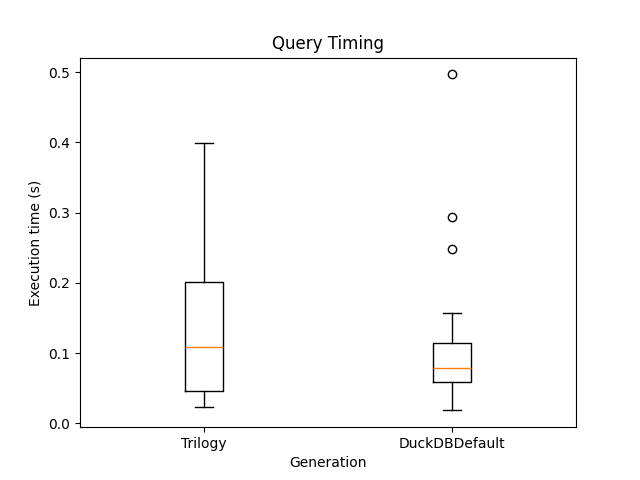 Query Timing
0.5
0.4
0.3
0.2
0.1
0.0
Execution time (s)
Trilogy
DuckDBDefault
Generation